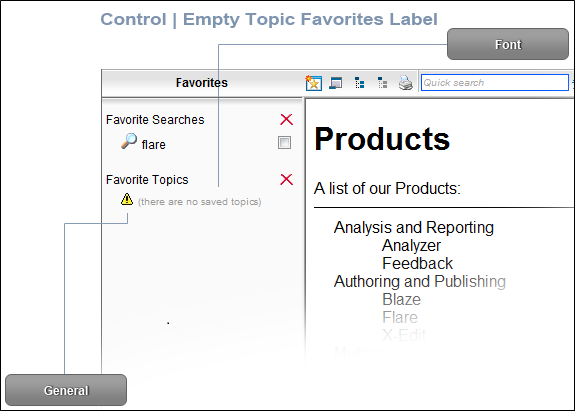 Control | Empty Topic Favorites Label
Font
Favorites
Quick search
Favorite Searches
flare
Favorite Topics
(there are no saved topics)
Products
A list of our Products:
Analysis and Reporting
Analyzer
Feedback
Authoring and Publishing
Blaze
Flare
X-Edit
General